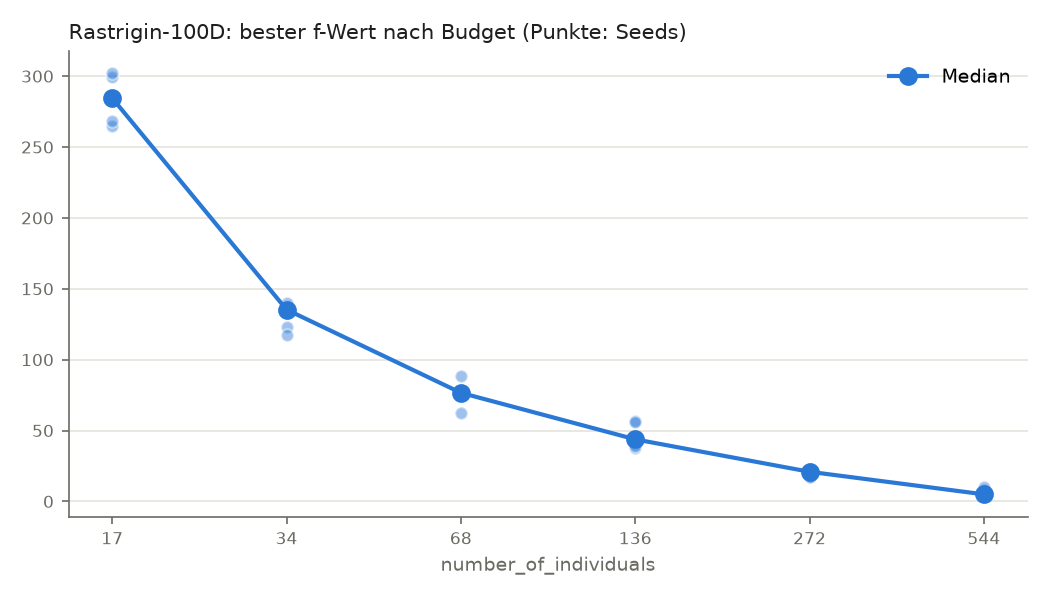 Rastrigin-100D: bester f-Wert nach Budget (Punkte: Seeds)
Median
300
250
200
150
100
50
0
17 34 68 136 272 544
number_of_individuals